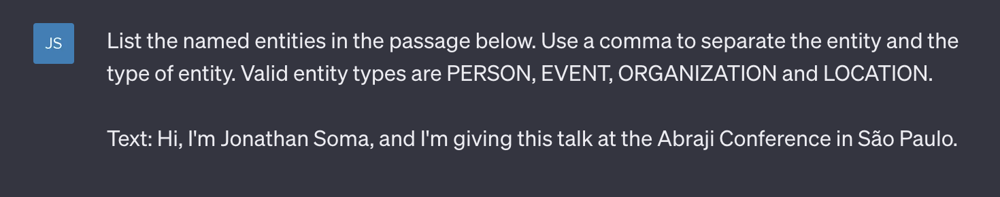 JS
List the named entities in the passage below. Use a comma to separate the entity and the
type of entity. Valid entity types are PERSON, EVENT, ORGANIZATION and LOCATION.
Text: Hi, I'm Jonathan Soma, and I'm giving this talk at the Abraji Conference in São Paulo.